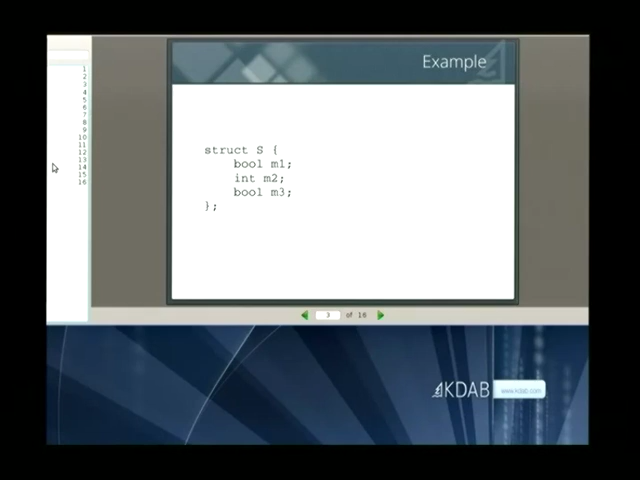 Example
1
2
3
4
5
6
7
8
9
10
11
12
13
14
15
16
struct S {
bool m1;
int m2;
bool m3;
};
3 of 16
KDAB
www.kdab.com